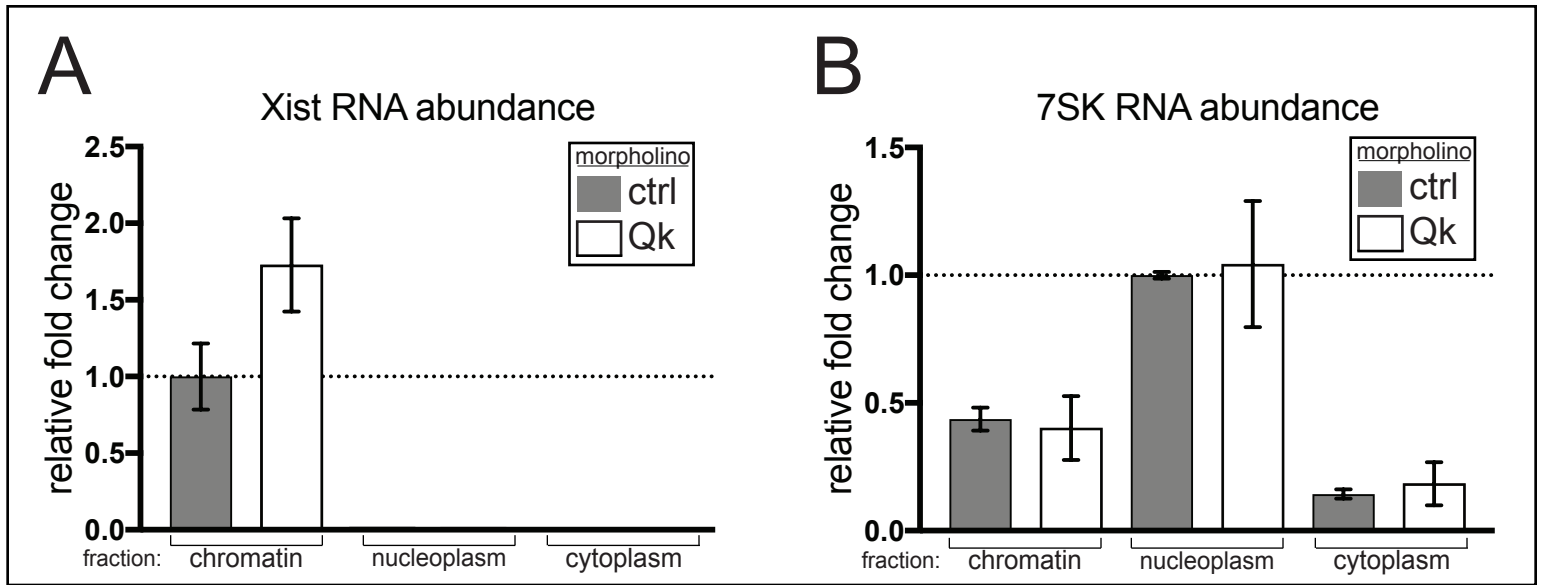 A
Xist RNA abundance
morpholino
ctrl
Qk
relative fold change
2.5
2.0
1.5
1.0
0.5
0.0
fraction: chromatin nucleoplasm cytoplasm
B
7SK RNA abundance
morpholino
ctrl
Qk
relative fold change
1.5
1.0
0.5
0.0
fraction: chromatin nucleoplasm cytoplasm